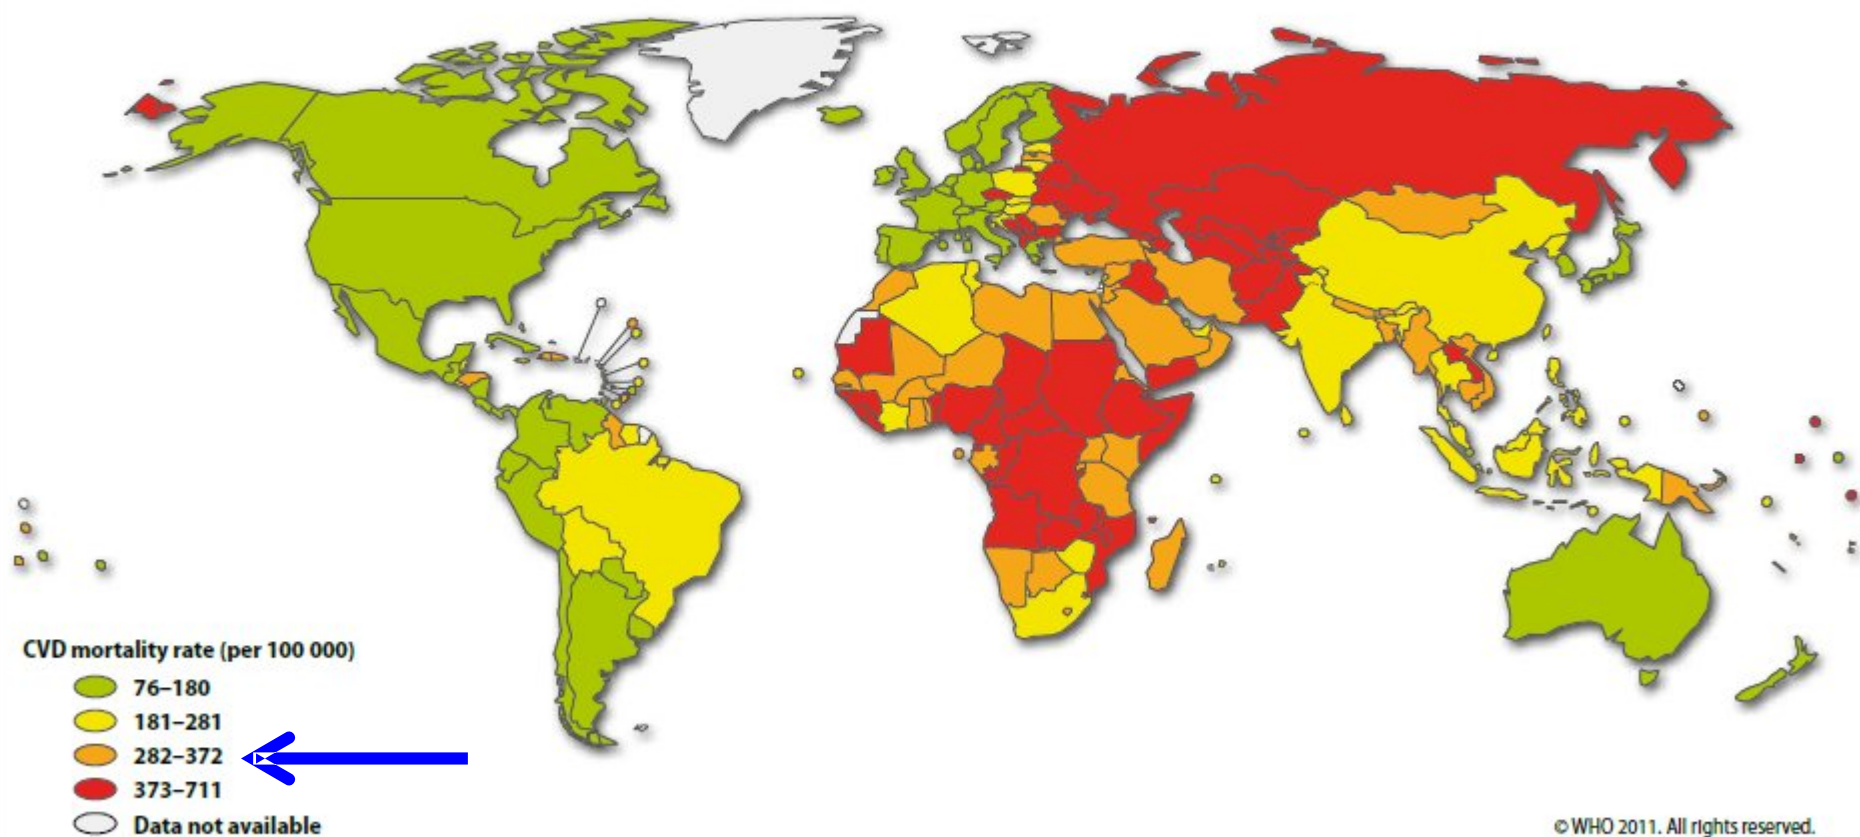 CVD mortality rate (per 100 000)
76–180
181–281
282–372
373–711
Data not available
© WHO 2011. All rights reserved.